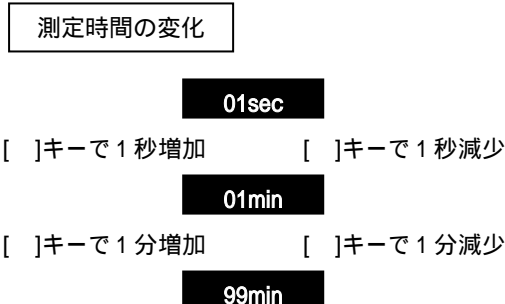 測定時間の変化
01sec
[　]キーで１秒増加　　　[　]キーで１秒減少
01min
[　]キーで１分増加　　　[　]キーで１分減少
99min